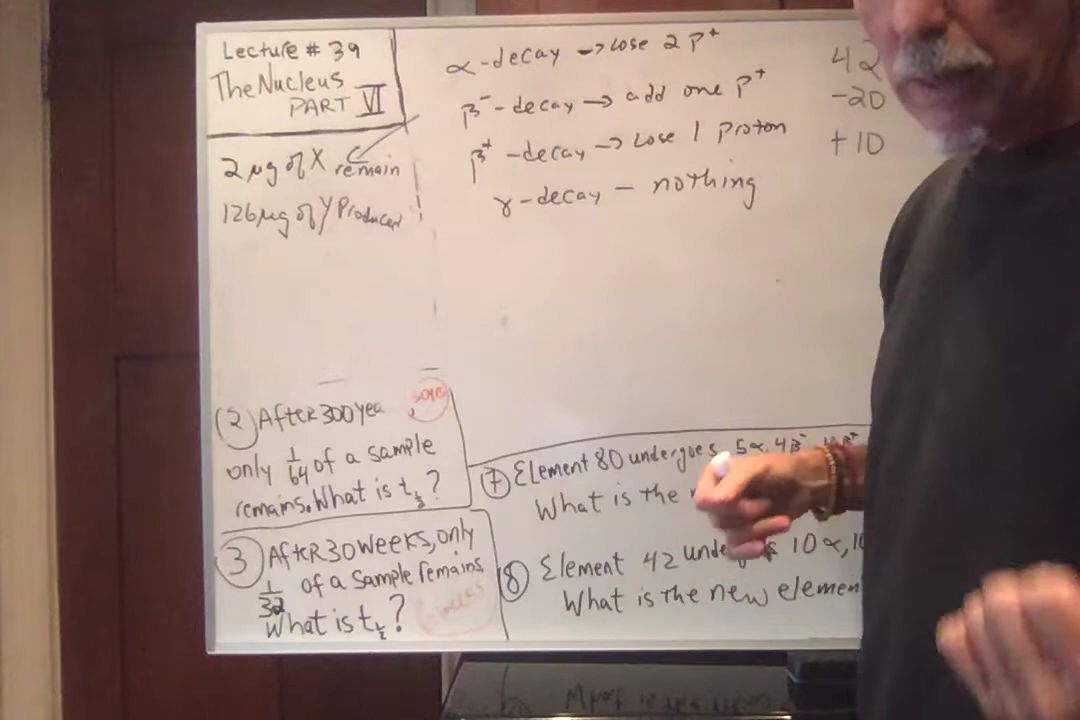 Lecture # 39
The Nucleus
PART VI
2 μg of X remain
126 μg of Y Produced
α-decay → lose 2 p⁺
β⁻-decay → add one p⁺
β⁺-decay → Lose 1 proton
γ-decay – nothing
42
-20
+10
(2) After 300 yea
only 1/64 of a sample
remains. What is t½?
3 After 30 weeks, only
1/32 of a sample remains
What is t½?
7 Element 80 undergoes 5α, 4β⁻
What is the
8 Element 42 10α, 10
What is the new elemen